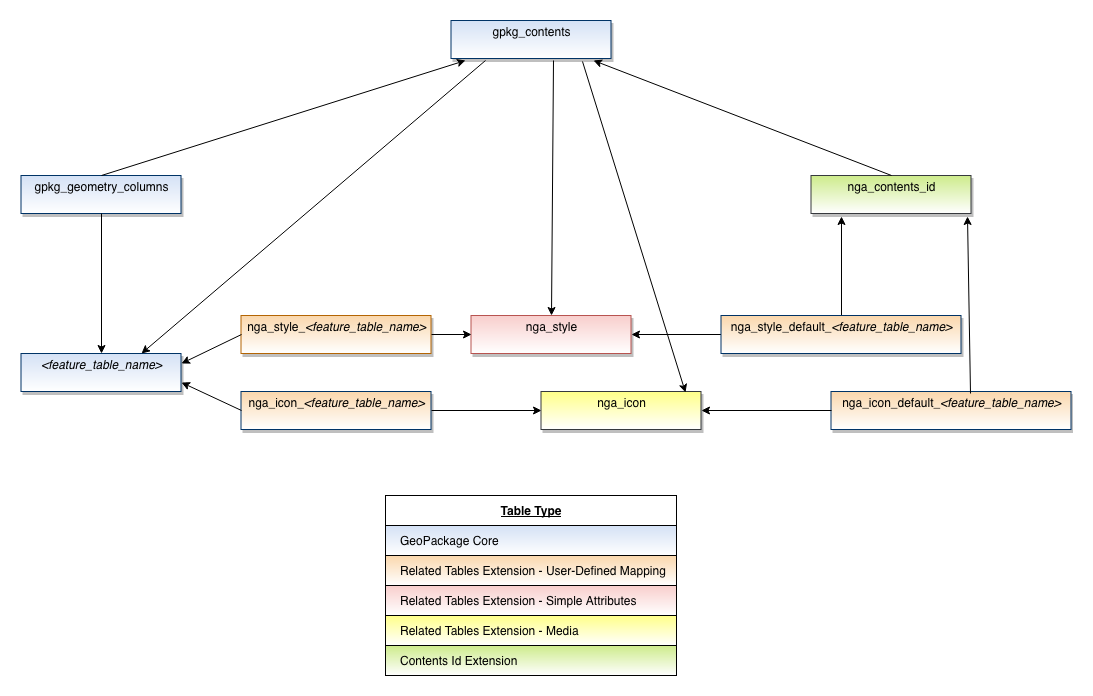 gpkg_contents
gpkg_geometry_columns
nga_contents_id
nga_style_<feature_table_name>
nga_style
nga_style_default_<feature_table_name>
<feature_table_name>
nga_icon_<feature_table_name>
nga_icon
nga_icon_default_<feature_table_name>
Table Type
GeoPackage Core
Related Tables Extension - User-Defined Mapping
Related Tables Extension - Simple Attributes
Related Tables Extension - Media
Contents Id Extension